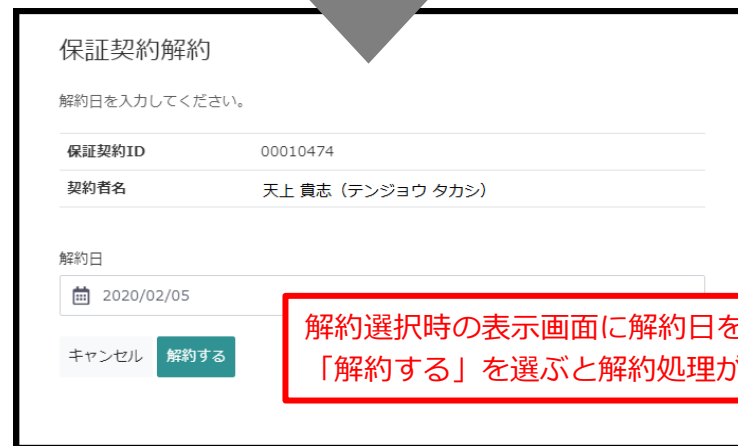 保証契約解約
解約日を入力してください。
保証契約ID 00010474
契約者名 天上 貴志（テンジョウ タカシ）
解約日
2020/02/05
解約選択時の表示画面に解約日を
「解約する」を選ぶと解約処理が
キャンセル 解約する